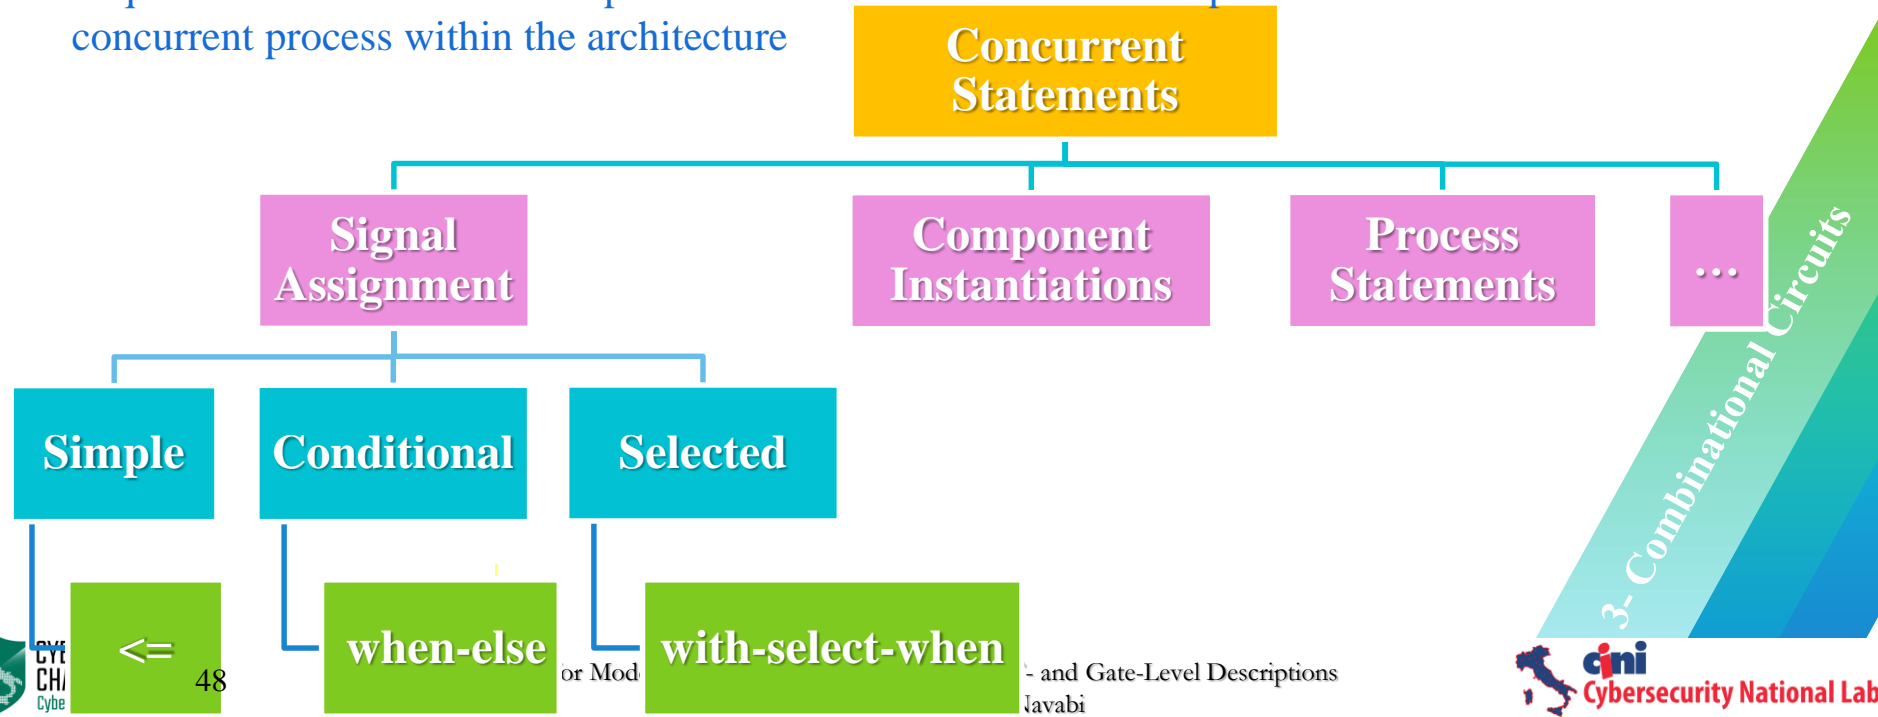 concurrent process within the architecture
Concurrent
Statements
Signal
Assignment
Component
Instantiations
Process
Statements
...
Simple
Conditional
Selected
<=
when-else
with-select-when
48
- and Gate-Level Descriptions
3- Combinational Circuits
cini
Cybersecurity National Lab